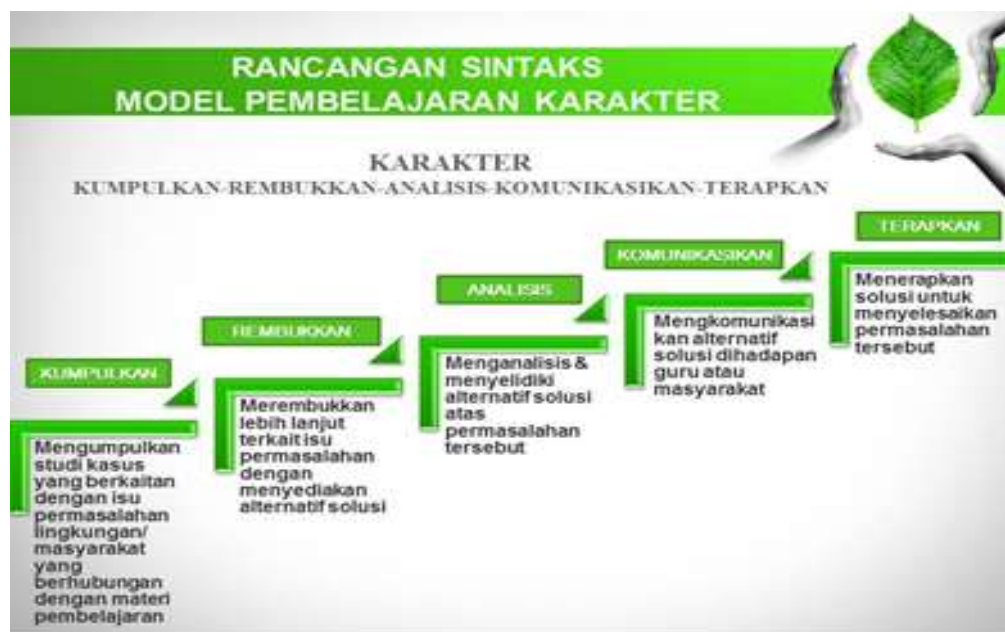 RANCANGAN SINTAKS
MODEL PEMBELAJARAN KARAKTER
KARAKTER
KUMPULKAN-REMBUKKAN-ANALISIS-KOMUNIKASIKAN-TERAPKAN
KUMPULKAN
Mengumpulkan
studi kasus
yang berkaitan
dengan isu
permasalahan
lingkungan/
masyarakat
yang
berhubungan
dengan materi
pembelajaran
REMBUKKAN
Merembukkan
lebih lanjut
terkait isu
permasalahan
dengan
menyediakan
alternatif solusi
ANALISIS
Menganalisis &
menyelidiki
alternatif solusi
atas
permasalahan
tersebut
KOMUNIKASIKAN
Mengkomunikasi
kan alternatif
solusi dihadapan
guru atau
masyarakat
TERAPKAN
Menerapkan
solusi untuk
menyelesaikan
permasalahan
tersebut